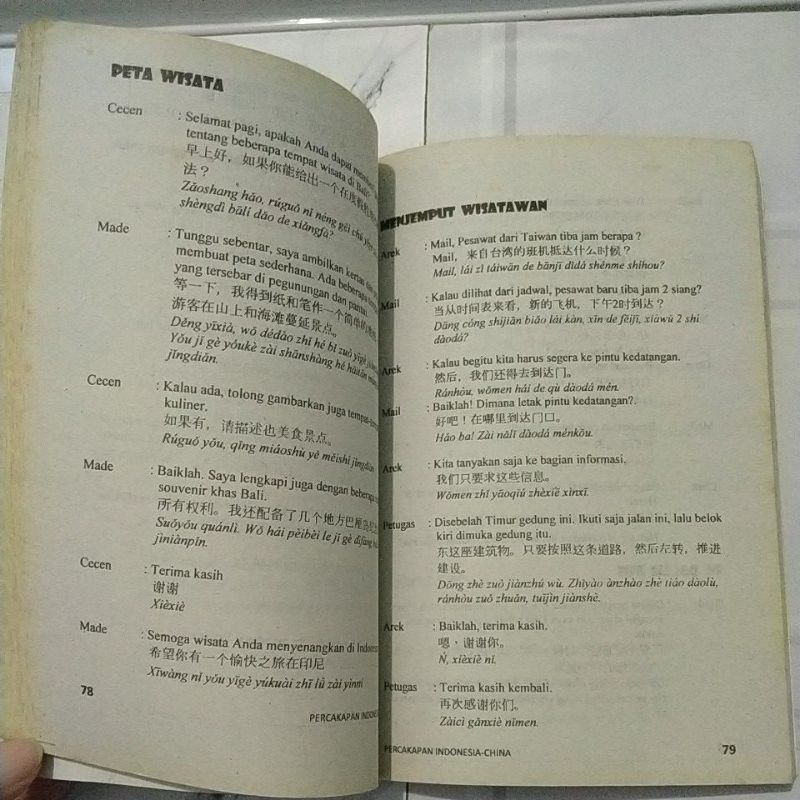 PETA WISATA
Cecen : Selamat pagi, apakah Anda dapat
tentang beberapa tempat wisata di Bali?
早上好，如果你能给出一个在度假
法？
Zǎoshang hǎo, rúguǒ nǐ néng gěi chū
shèngdì bālí dào de xiǎngfǎ?
Made : Tunggu sebentar, saya ambilkan kertas dan
membuat peta sederhana. Ada beberapa
yang tersebar di pegunungan dan pantai.
等一下，我得到纸和笔作一个简单的
游客在山上和海滩蔓延景点。
Děng yīxià, wǒ dédào zhǐ hé bǐ zuò yīgè
Yǒu jǐ gè yóukè zài shānshàng hé hǎitān
jǐngdiǎn.
Cecen : Kalau ada, tolong gambarkan juga
kuliner.
如果有，请描述也美食景点。
Rúguǒ yǒu, qǐng miáoshù yě měishí jǐngdiǎn
Made : Baiklah. Saya lengkapi juga dengan beberapa
souvenir khas Bali.
所有权利。我还配备了几个地方巴厘岛
Suǒyǒu quánlì. Wǒ hái pèibèi le jǐ gè dìfāng
jìniànpǐn.
Cecen : Terima kasih
谢谢
Xièxiè
Made : Semoga wisata Anda menyenangkan di Indonesia
希望你有一个愉快之旅在印尼
Xīwàng nǐ yǒu yīgè yúkuài zhī lǚ zài yìnní
78
PERCAKAPAN INDONESIA
MENJEMPUT WISATAWAN
Arek : Mail, Pesawat dari Taiwan tiba jam berapa ?
Mail, 来自台湾的班机抵达什么时候？
Mail, lái zì táiwān de bānjī dǐdá shénme shíhou?
Mail : Kalau dilihat dari jadwal, pesawat baru tiba jam 2 siang?
当从时间表来看，新的飞机，下午2时到达？
Dāng cóng shíjiān biǎo lái kàn, xīn de fēijī, xiàwǔ 2 shí
dàodá?
Arek : Kalau begitu kita harus segera ke pintu kedatangan.
然后，我们还得去到达门。
Ránhòu, wǒmen hái de qù dàodá mén.
Mail : Baiklah! Dimana letak pintu kedatangan?.
好吧！在哪里到达门口。
Hǎo ba! Zài nǎlǐ dàodá ménkǒu.
Arek : Kita tanyakan saja ke bagian informasi.
我们只要求这些信息。
Wǒmen zhǐ yāoqiú zhèxiē xìnxī.
Petugas : Disebelah Timur gedung ini. Ikuti saja jalan ini, lalu belok
kiri dimuka gedung itu.
东这座建筑物。只要按照这条道路，然后左转，推进
建设。
Dōng zhè zuò jiànzhú wù. Zhǐyào ànzhào zhè tiáo dàolù,
ránhòu zuǒ zhuǎn, tuījìn jiànshè.
Arek : Baiklah, terima kasih.
嗯，谢谢你。
Ń, xièxiè nǐ.
Petugas : Terima kasih kembali.
再次感谢你们。
Zàicì gǎnxiè nǐmen.
PERCAKAPAN INDONESIA-CHINA
79